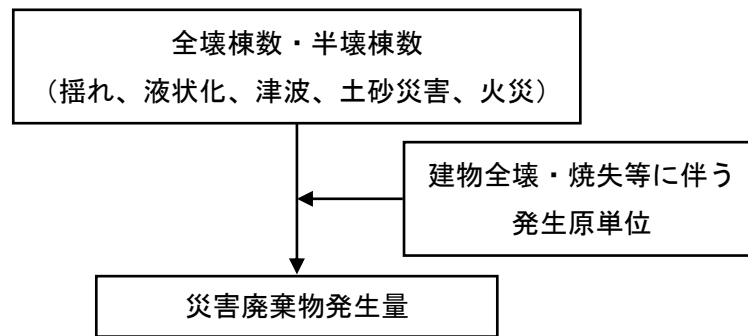 全壊棟数・半壊棟数
（揺れ、液状化、津波、土砂災害、火災）
建物全壊・焼失等に伴う
発生原単位
災害廃棄物発生量